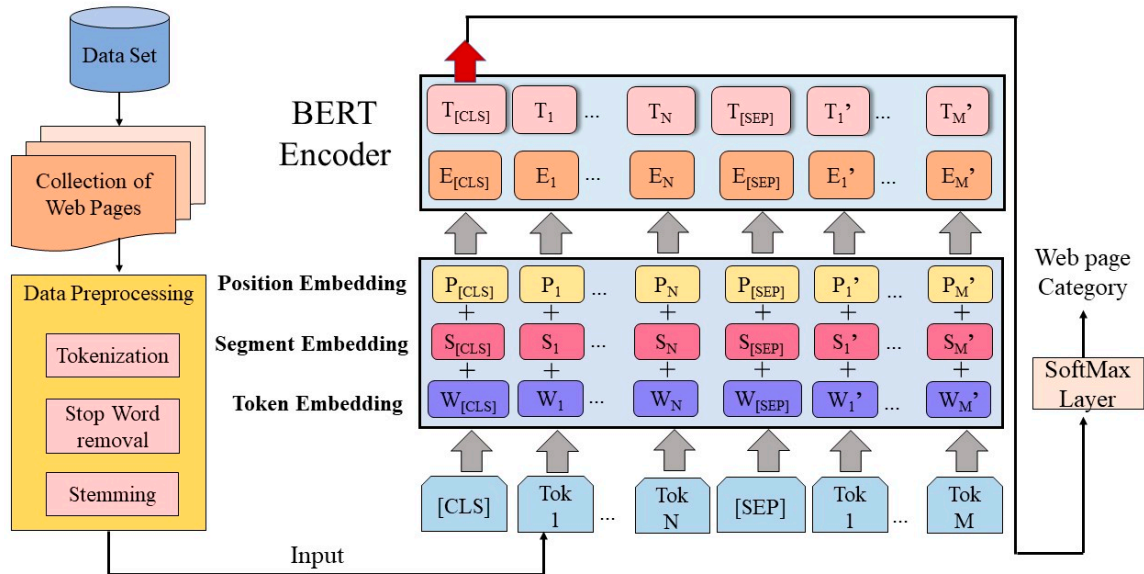 Data Set
Collection of
Web Pages
Data Preprocessing
Tokenization
Stop Word
removal
Stemming
Input
BERT
Encoder
T[CLS] T1 ... TN T[SEP] T1’ ... TM’
E[CLS] E1 ... EN E[SEP] E1’ ... EM’
Position Embedding P[CLS] P1 ... PN P[SEP] P1’ ... PM’
+ + + + + +
Segment Embedding S[CLS] S1 ... SN S[SEP] S1’ ... SM’
+ + + + + +
Token Embedding W[CLS] W1 ... WN W[SEP] W1’ ... WM’
[CLS] Tok 1 ... Tok N [SEP] Tok 1 ... Tok M
Web page
Category
SoftMax
Layer